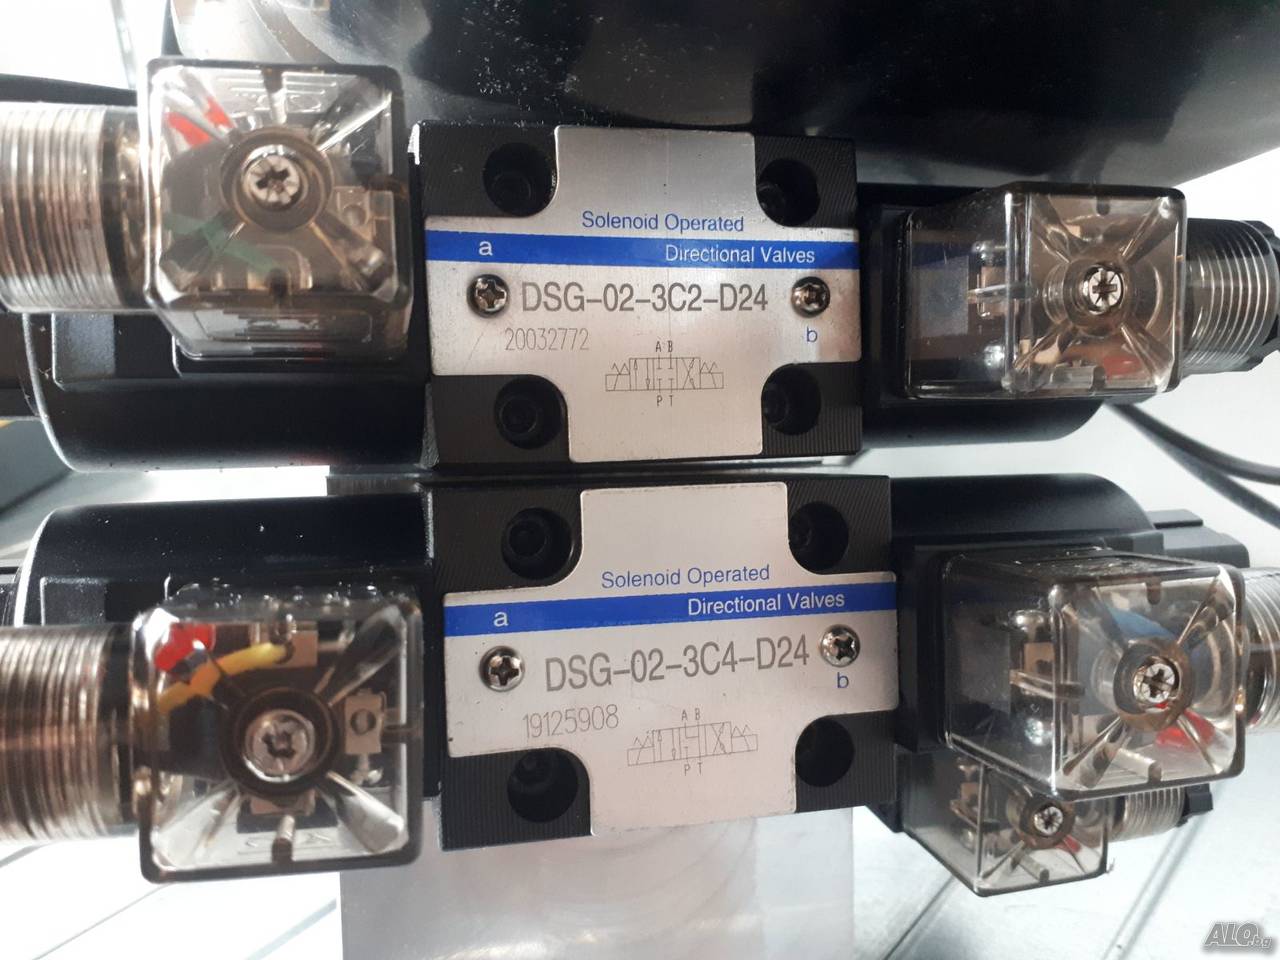 Solenoid Operated
a
Directional Valves
DSG-02-3C2-D24
20032772
b
A B
P T
Solenoid Operated
a
Directional Valves
DSG-02-3C4-D24
19125908
b
A B
P T
ALO.bg